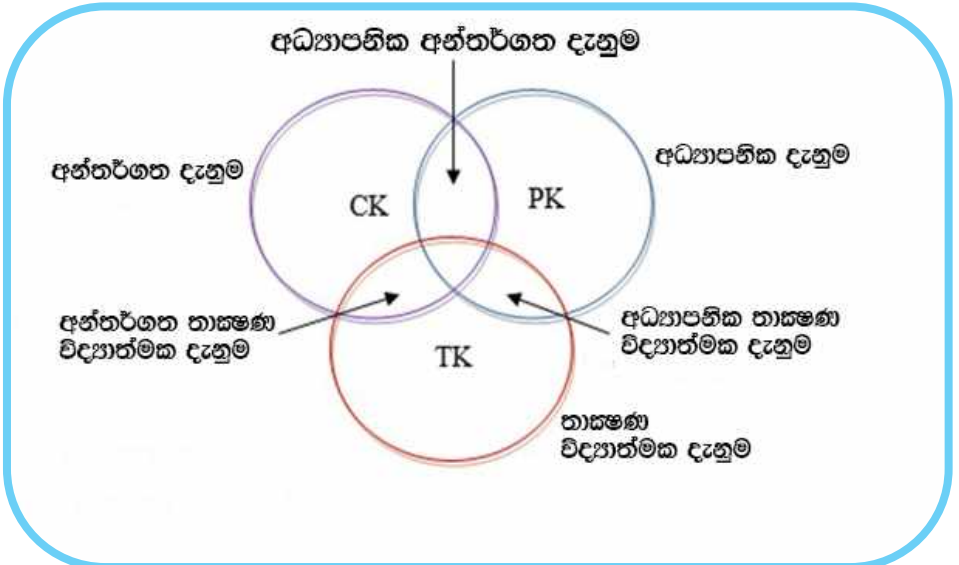 අධ්‍යාපනික අන්තර්ගත දැනුම
අන්තර්ගත දැනුම
අධ්‍යාපනික දැනුම
CK
PK
අන්තර්ගත තාක්‍ෂණ
විද්‍යාත්මක දැනුම
අධ්‍යාපනික තාක්‍ෂණ
විද්‍යාත්මක දැනුම
TK
තාක්‍ෂණ
විද්‍යාත්මක දැනුම